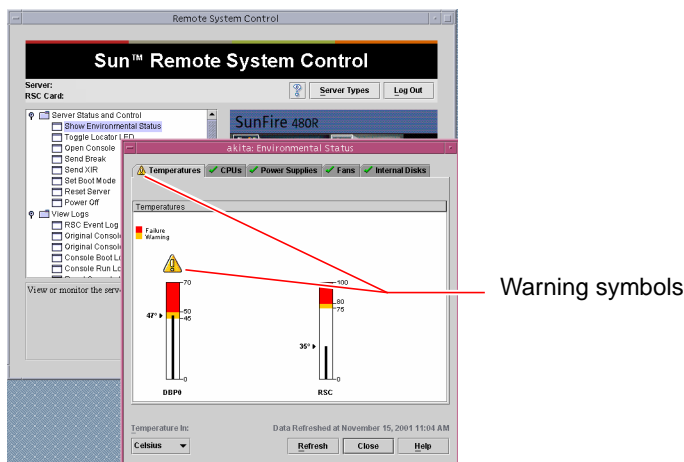 Remote System Control
Sun™ Remote System Control
Server:
RSC Card:
Server Types
Log Out
Server Status and Control
Show Environmental Status
Toggle Locator LED
Open Console
Send Break
Send XIR
Set Boot Mode
Reset Server
Power Off
View Logs
RSC Event Log
Original Consol
Original Consol
Console Boot L
Console Run Lo
View or monitor the serv
SunFire 480R
akita: Environmental Status
Temperatures
CPUs
Power Supplies
Fans
Internal Disks
Temperatures
Failure
Warning
70
50
47°
45
0
DBP0
100
80
75
35°
0
RSC
Warning symbols
Temperature In:
Data Refreshed at November 15, 2001 11:04 AM
Celsius
Refresh
Close
Help